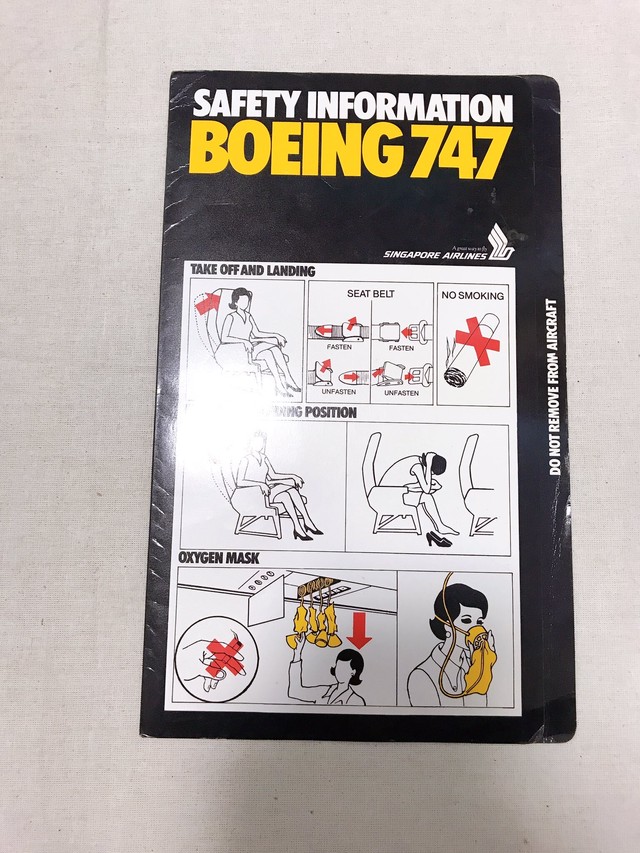 SAFETY INFORMATION
BOEING 747
A great way to fly
SINGAPORE AIRLINES
TAKE OFF AND LANDING
SEAT BELT
NO SMOKING
FASTEN
FASTEN
UNFASTEN
UNFASTEN
POSITION
OXYGEN MASK
DO NOT REMOVE FROM AIRCRAFT